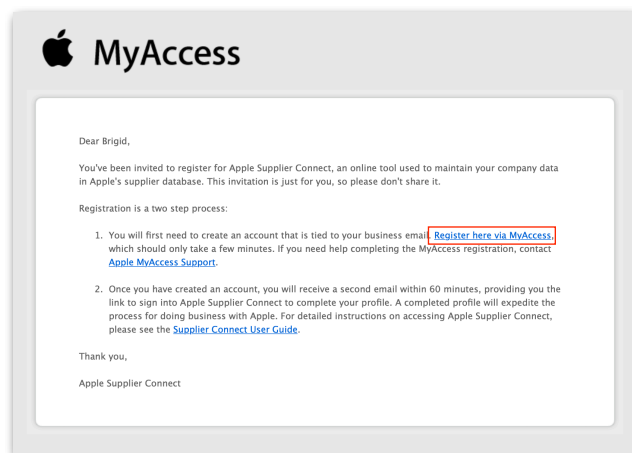 MyAccess
Dear Brigid,
You've been invited to register for Apple Supplier Connect, an online tool used to maintain your company data
in Apple's supplier database. This invitation is just for you, so please don't share it.
Registration is a two step process:
1. You will first need to create an account that is tied to your business email. Register here via MyAccess,
which should only take a few minutes. If you need help completing the MyAccess registration, contact
Apple MyAccess Support.
2. Once you have created an account, you will receive a second email within 60 minutes, providing you the
link to sign into Apple Supplier Connect to complete your profile. A completed profile will expedite the
process for doing business with Apple. For detailed instructions on accessing Apple Supplier Connect,
please see the Supplier Connect User Guide.
Thank you,
Apple Supplier Connect